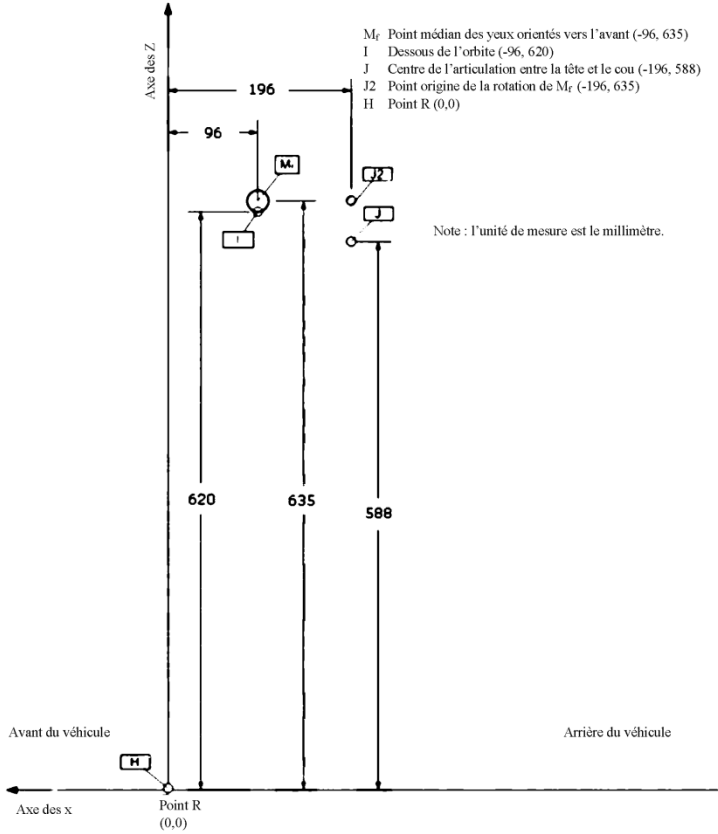 Axe des Z
M_f Point médian des yeux orientés vers l'avant (-96, 635)
I Dessous de l'orbite (-96, 620)
J Centre de l'articulation entre la tête et le cou (-196, 588)
J2 Point origine de la rotation de M_f (-196, 635)
H Point R (0,0)
196
96
M.
J2
J
I
Note : l'unité de mesure est le millimètre.
620
635
588
Avant du véhicule
Arrière du véhicule
H
Axe des x
Point R
(0,0)